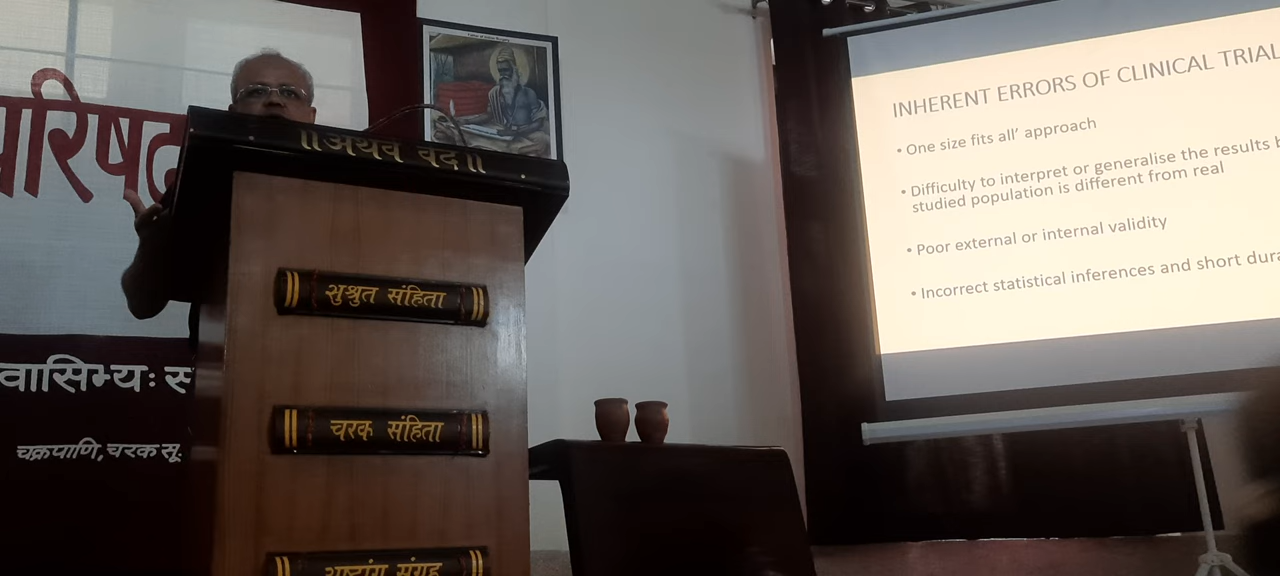 परिषद
वासिभ्यः
चक्रपाणि, चरक सू.
॥अथर्व वेद॥
सुश्रुत संहिता
चरक संहिता
अष्टांग संग्रह
INHERENT ERRORS OF CLINICAL TRIAL
• One size fits all’ approach
• Difficulty to interpret or generalise the results
studied population is different from real
• Poor external or internal validity
• Incorrect statistical inferences and short